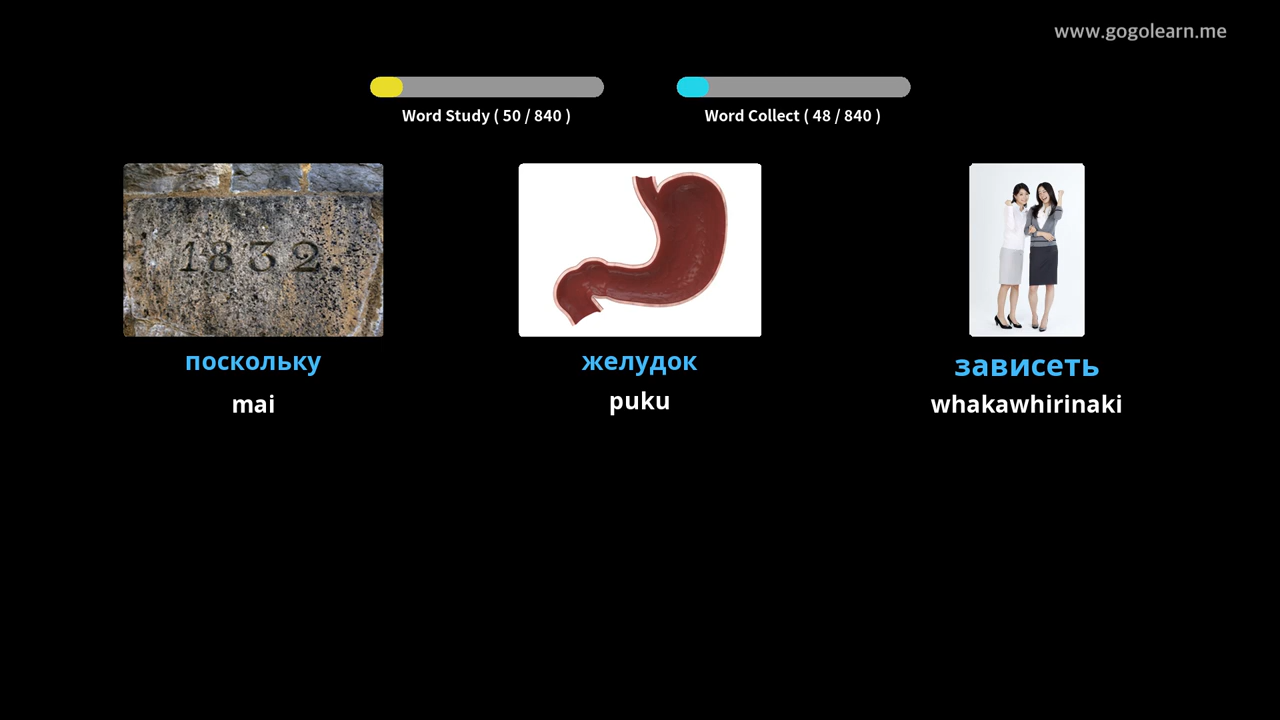 www.gogolearn.me
Word Study ( 50 / 840 )
Word Collect ( 48 / 840 )
1832.
поскольку
mai
желудок
puku
зависеть
whakawhirinaki